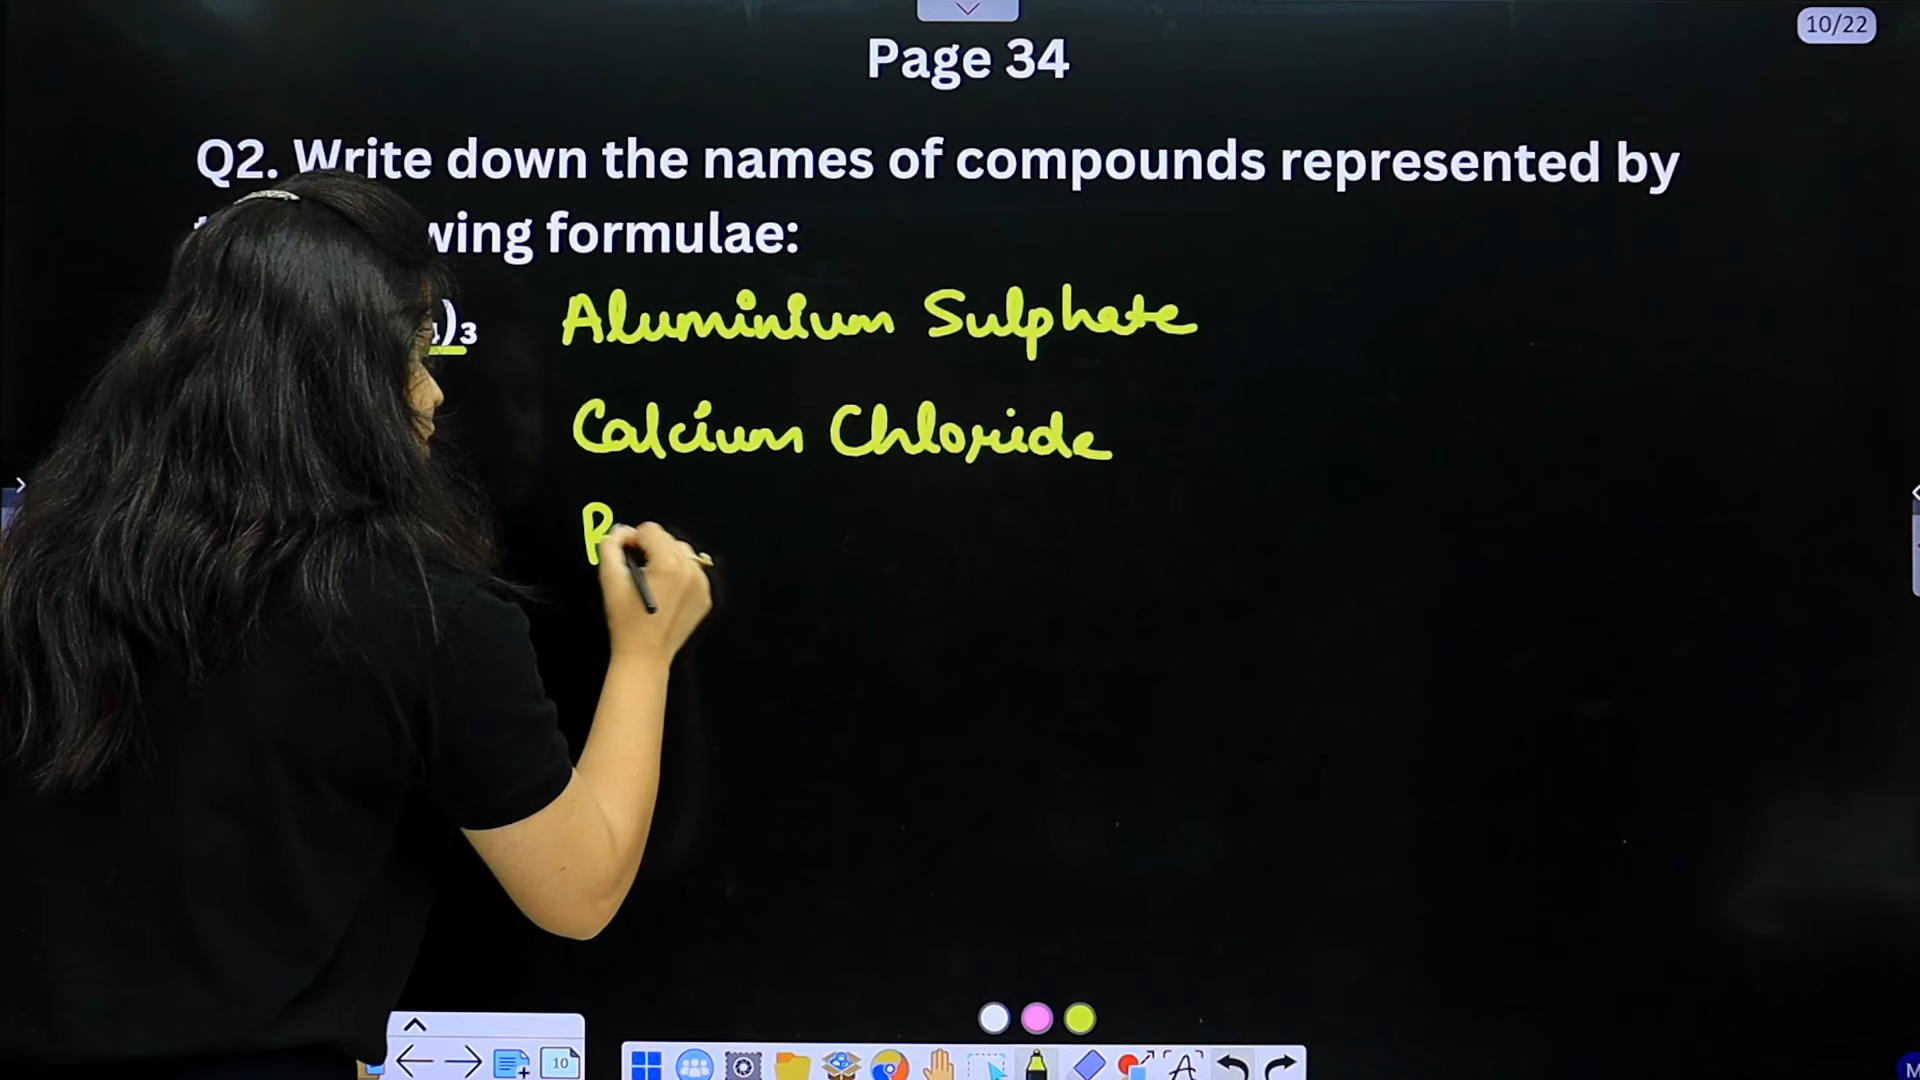 10/22
Page 34
Q2. Write down the names of compounds represented by
wing formulae:
)3 Aluminium Sulphate
Calcium Chloride
P
10